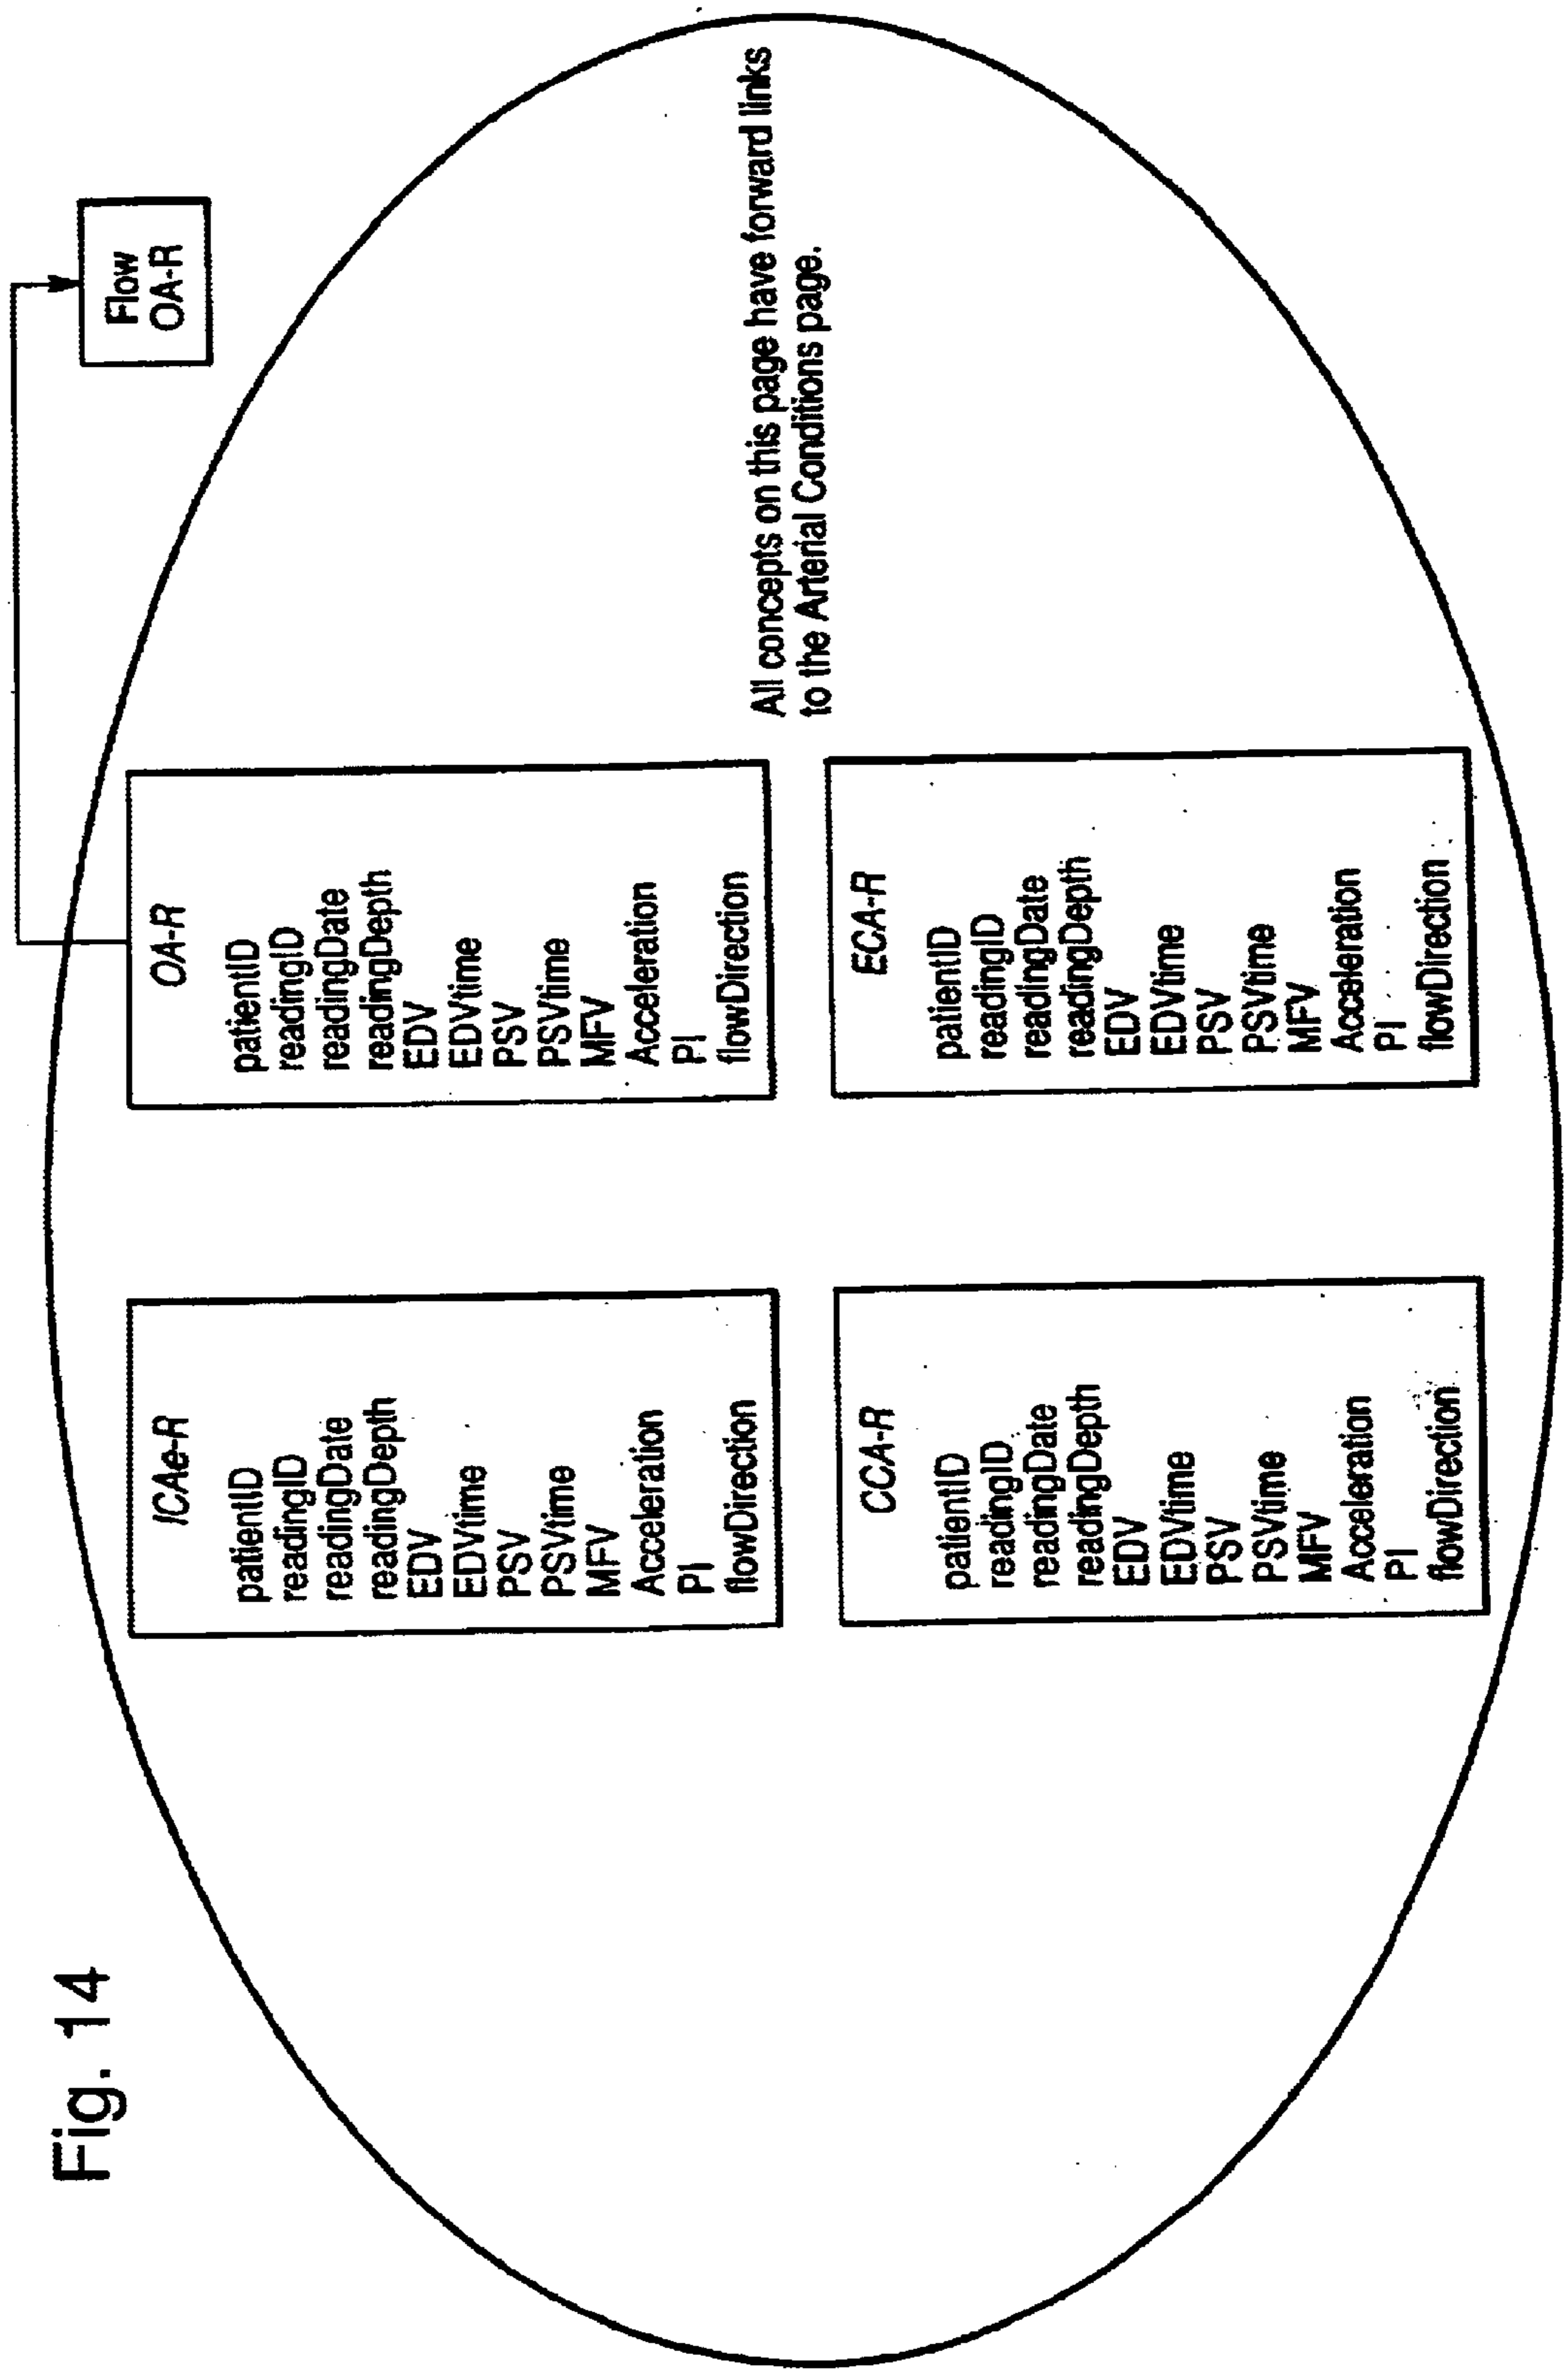 Fig. 14
Flow
OA-R
ICAe-R
patientID
readingID
readingDate
readingDepth
EDV
EDVtime
PSV
PSVtime
MFV
Acceleration
PI
flowDirection
OA-R
patientID
readingID
readingDate
readingDepth
EDV
EDVtime
PSV
PSVtime
MFV
Acceleration
PI
flowDirection
All concepts on this page have forward links
to the Arterial Conditions page.
CCA-R
patientID
readingID
readingDate
readingDepth
EDV
EDVtime
PSV
PSVtime
MFV
Acceleration
PI
flowDirection
ECA-R
patientID
readingID
readingDate
readingDepth
EDV
EDVtime
PSV
PSVtime
MFV
Acceleration
PI
flowDirection